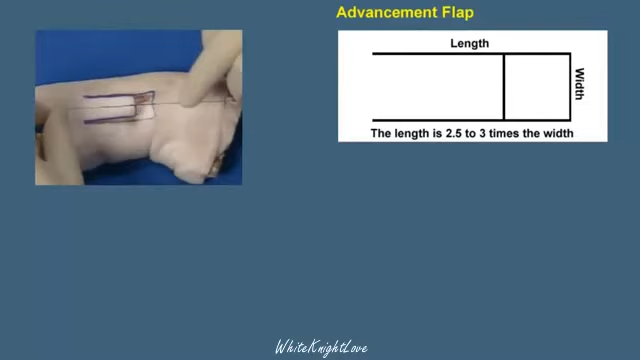 Advancement Flap
Length
Width
The length is 2.5 to 3 times the width
WhiteKnightLove